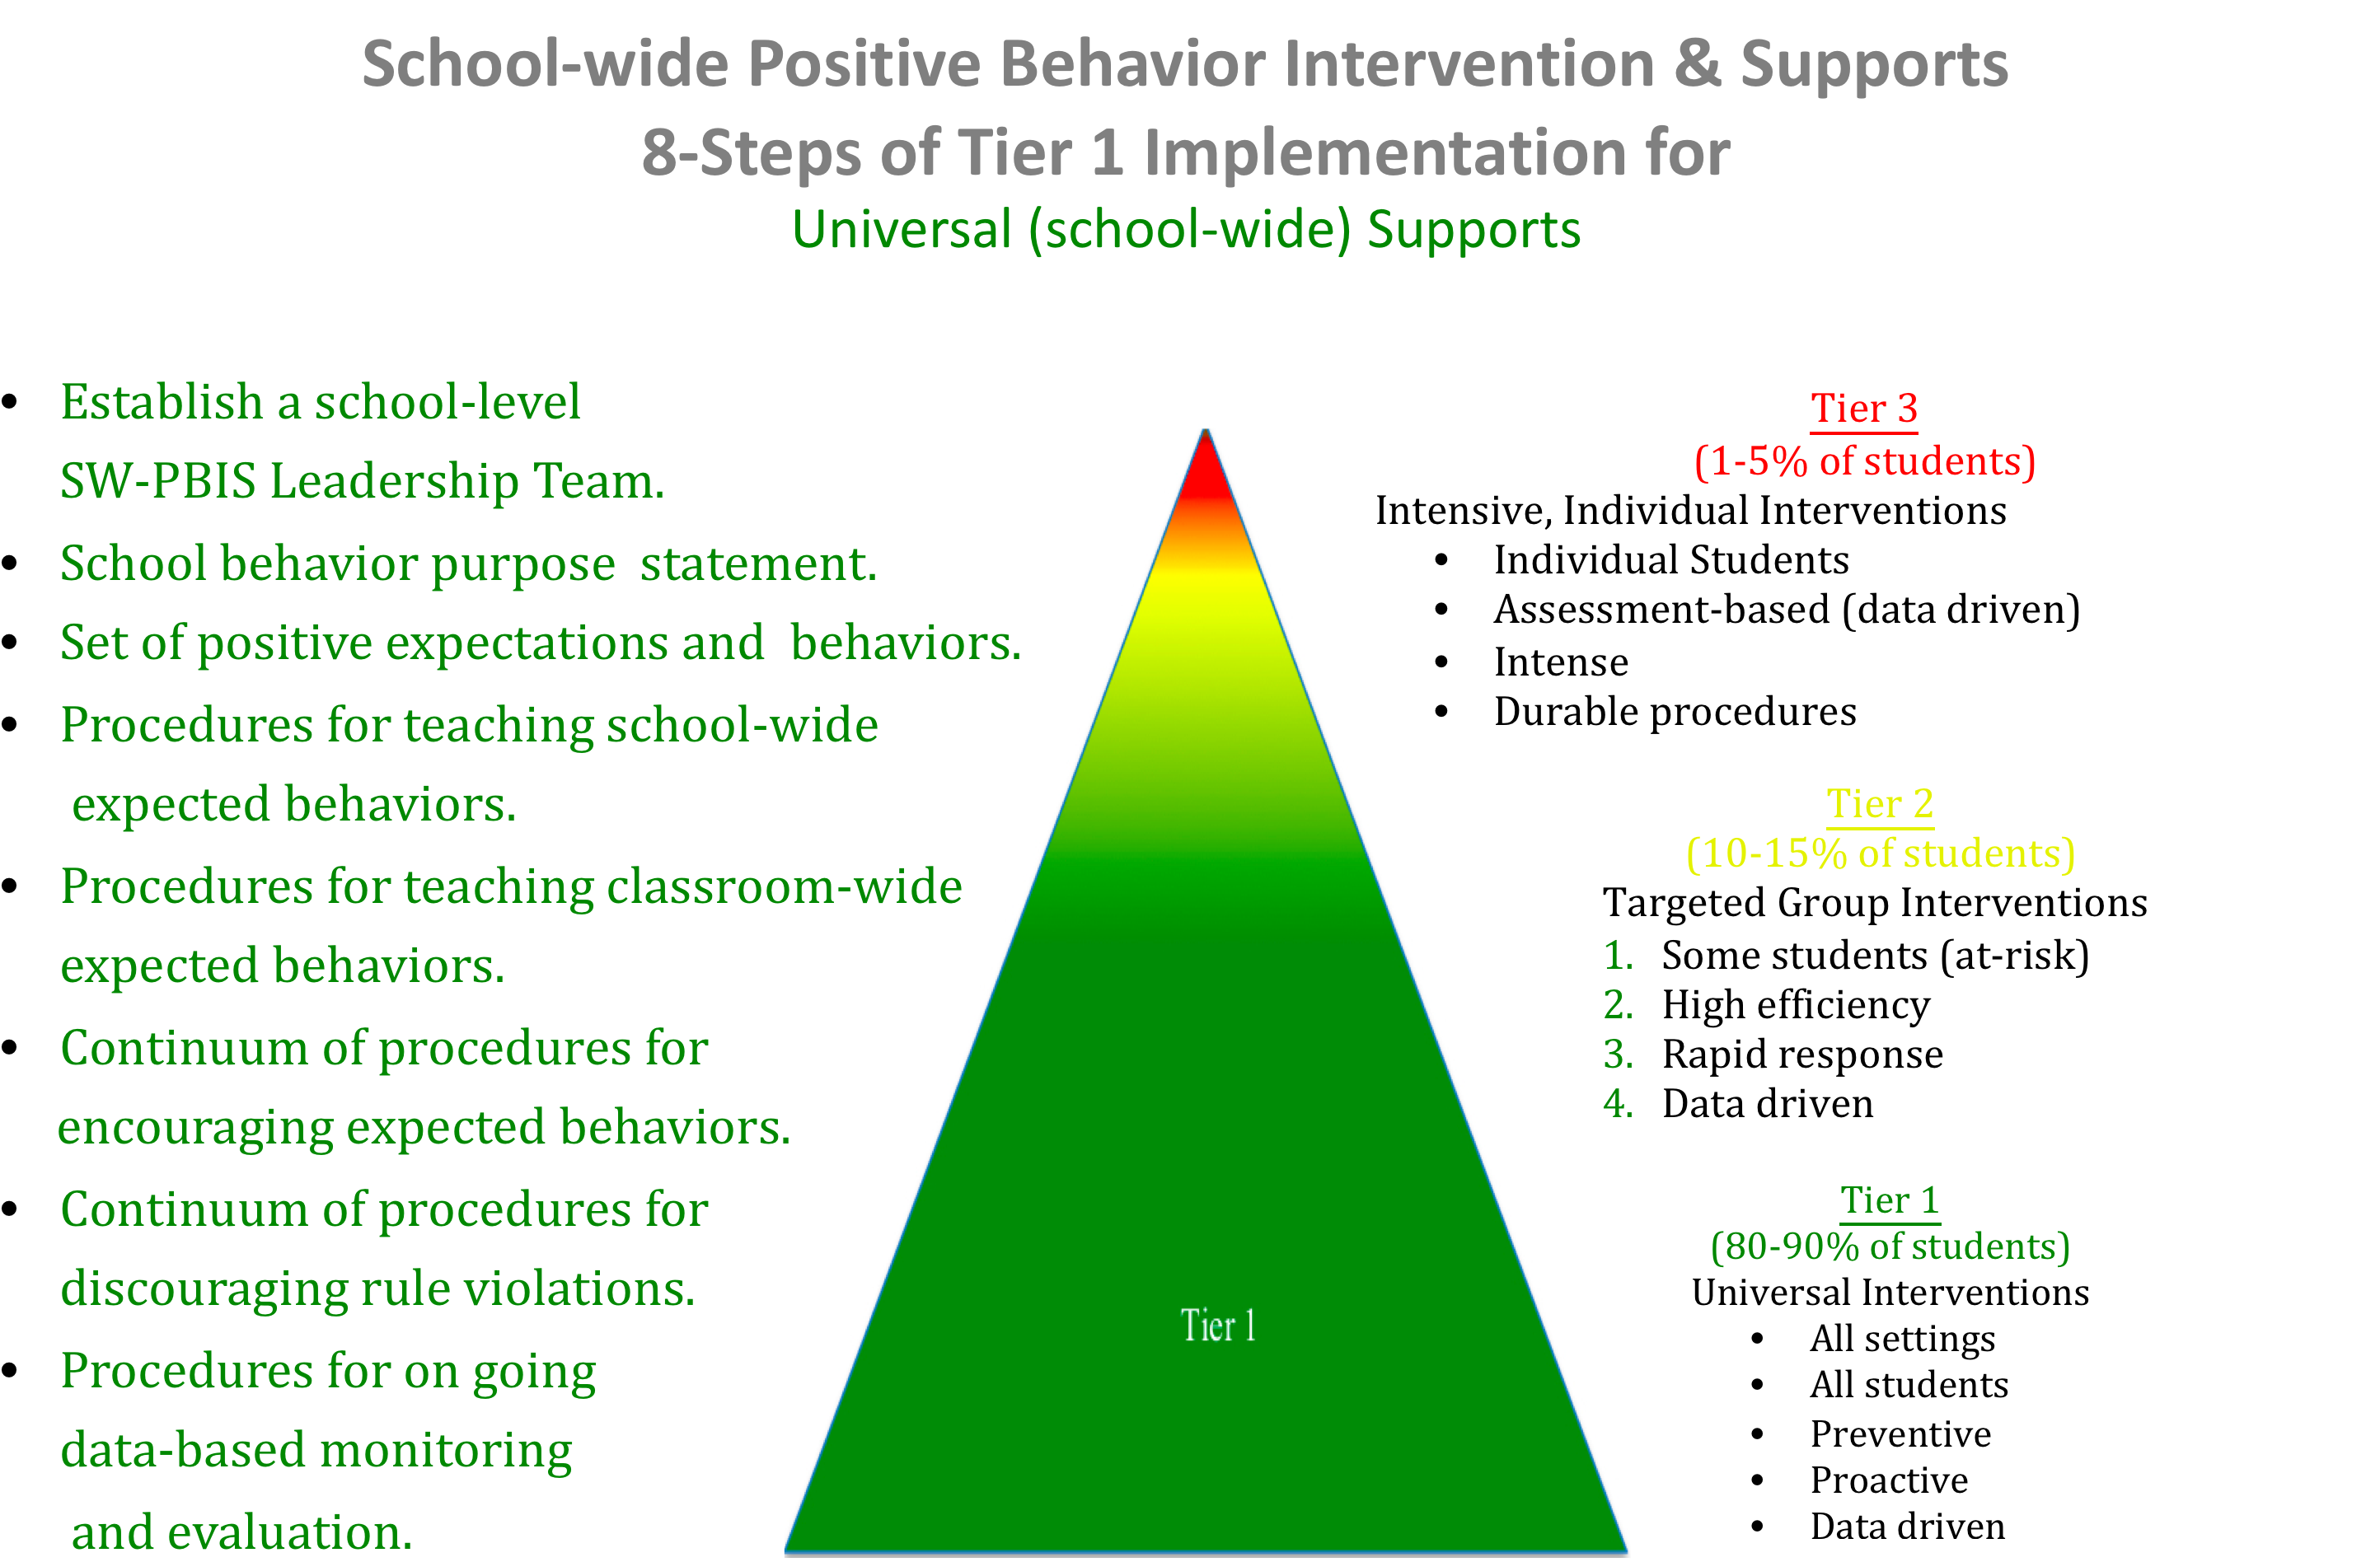 School-wide Positive Behavior Intervention & Supports
8-Steps of Tier 1 Implementation for
Universal (school-wide) Supports
• Establish a school-level
SW-PBIS Leadership Team.
• School behavior purpose statement.
• Set of positive expectations and behaviors.
• Procedures for teaching school-wide
expected behaviors.
• Procedures for teaching classroom-wide
expected behaviors.
• Continuum of procedures for
encouraging expected behaviors.
• Continuum of procedures for
discouraging rule violations.
• Procedures for on going
data-based monitoring
and evaluation.
Tier 1
Tier 3
(1-5% of students)
Intensive, Individual Interventions
• Individual Students
• Assessment-based (data driven)
• Intense
• Durable procedures
Tier 2
(10-15% of students)
Targeted Group Interventions
1. Some students (at-risk)
2. High efficiency
3. Rapid response
4. Data driven
Tier 1
(80-90% of students)
Universal Interventions
• All settings
• All students
• Preventive
• Proactive
• Data driven